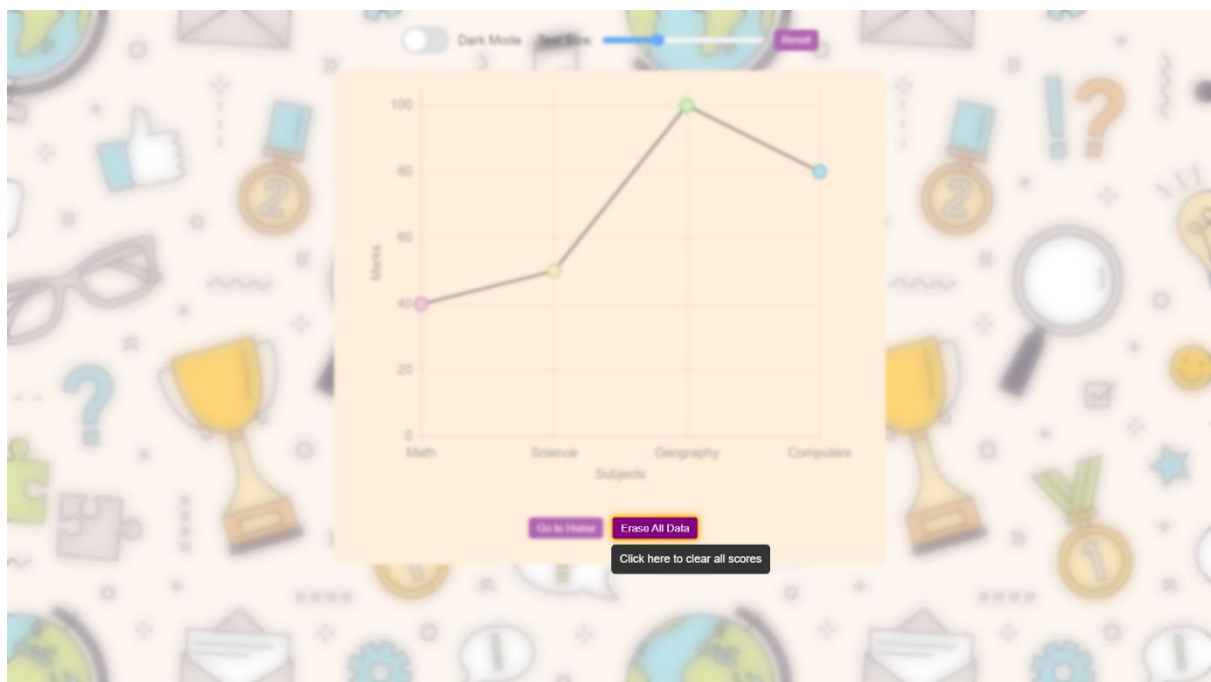 Dark Mode Text Size: Reset
100
80
60
Marks
40
20
0
Math Science Geography Computers
Subjects
Go to Home Erase All Data
Click here to clear all scores